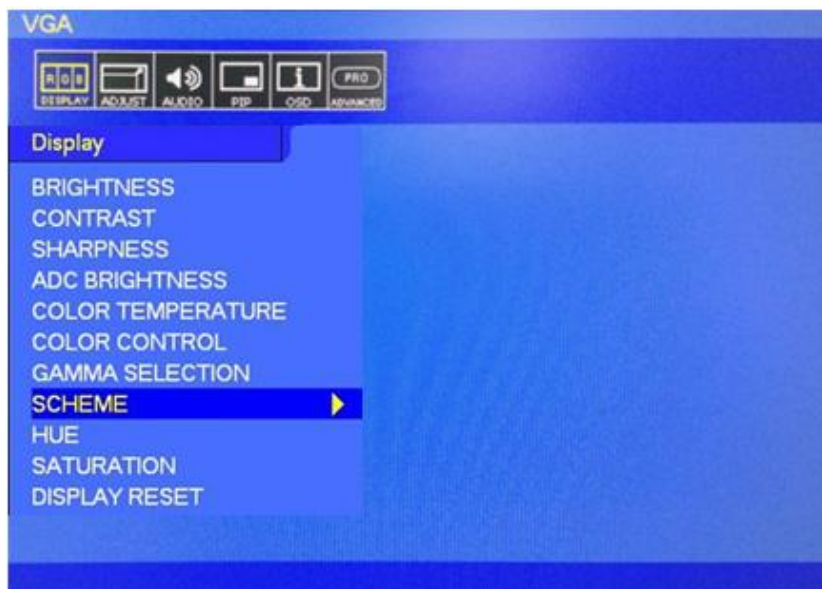 VGA
RGB PRO
DISPLAY ADJUST AUDIO PIP OSD ADVANCED
Display
BRIGHTNESS
CONTRAST
SHARPNESS
ADC BRIGHTNESS
COLOR TEMPERATURE
COLOR CONTROL
GAMMA SELECTION
SCHEME
HUE
SATURATION
DISPLAY RESET